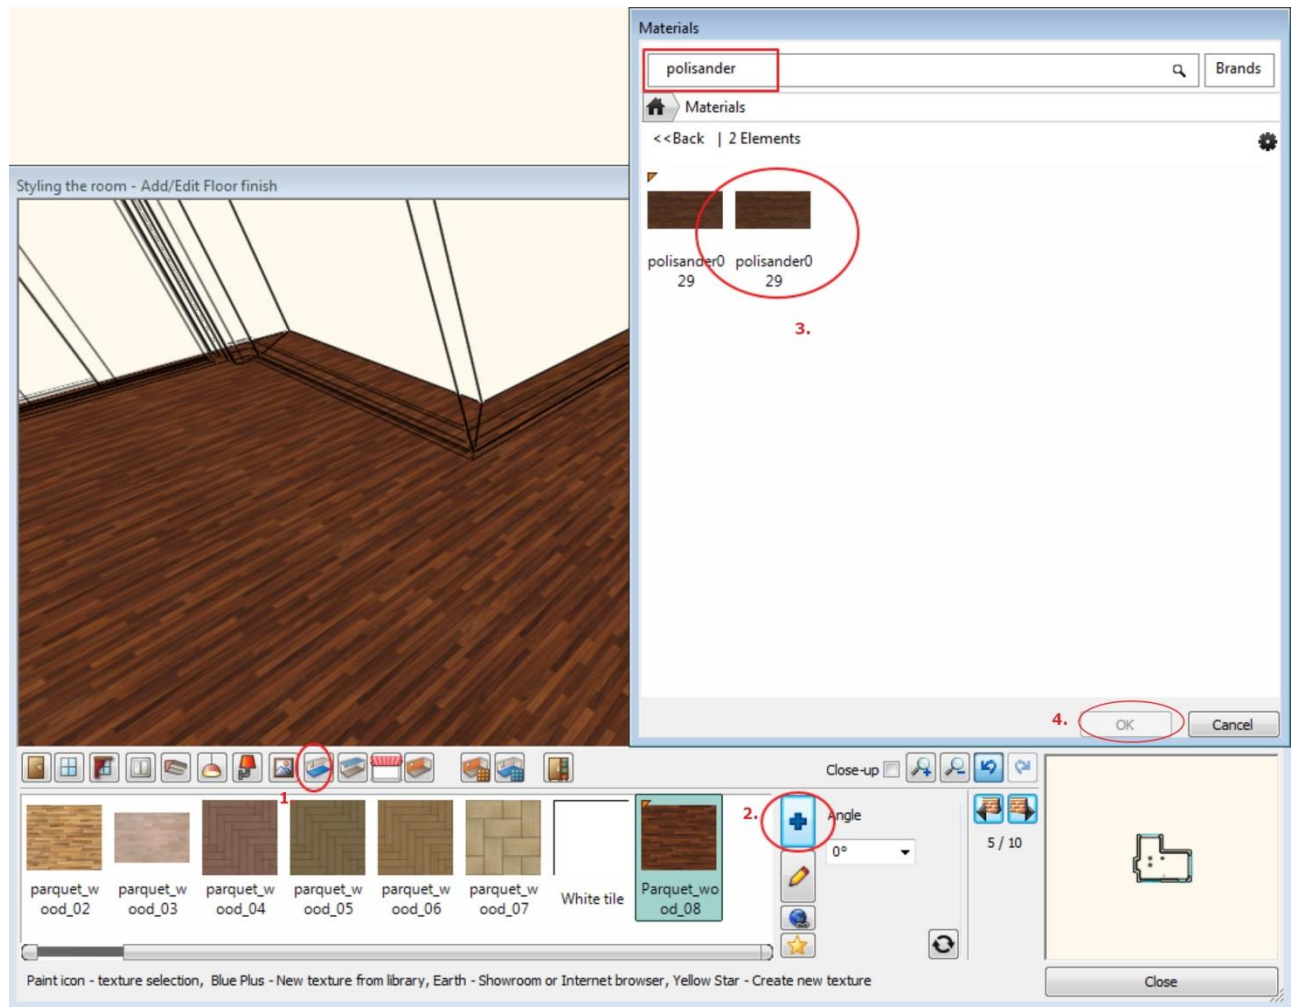 Materials
polisander
Brands
Materials
<<Back | 2 Elements
Styling the room - Add/Edit Floor finish
polisander0
29
polisander0
29
3.
4.
OK
Cancel
Close-up
1.
2.
Angle
0°
5 / 10
parquet_w
ood_02
parquet_w
ood_03
parquet_w
ood_04
parquet_w
ood_05
parquet_w
ood_06
parquet_w
ood_07
White tile
Parquet_wo
od_08
Paint icon - texture selection, Blue Plus - New texture from library, Earth - Showroom or Internet browser, Yellow Star - Create new texture
Close